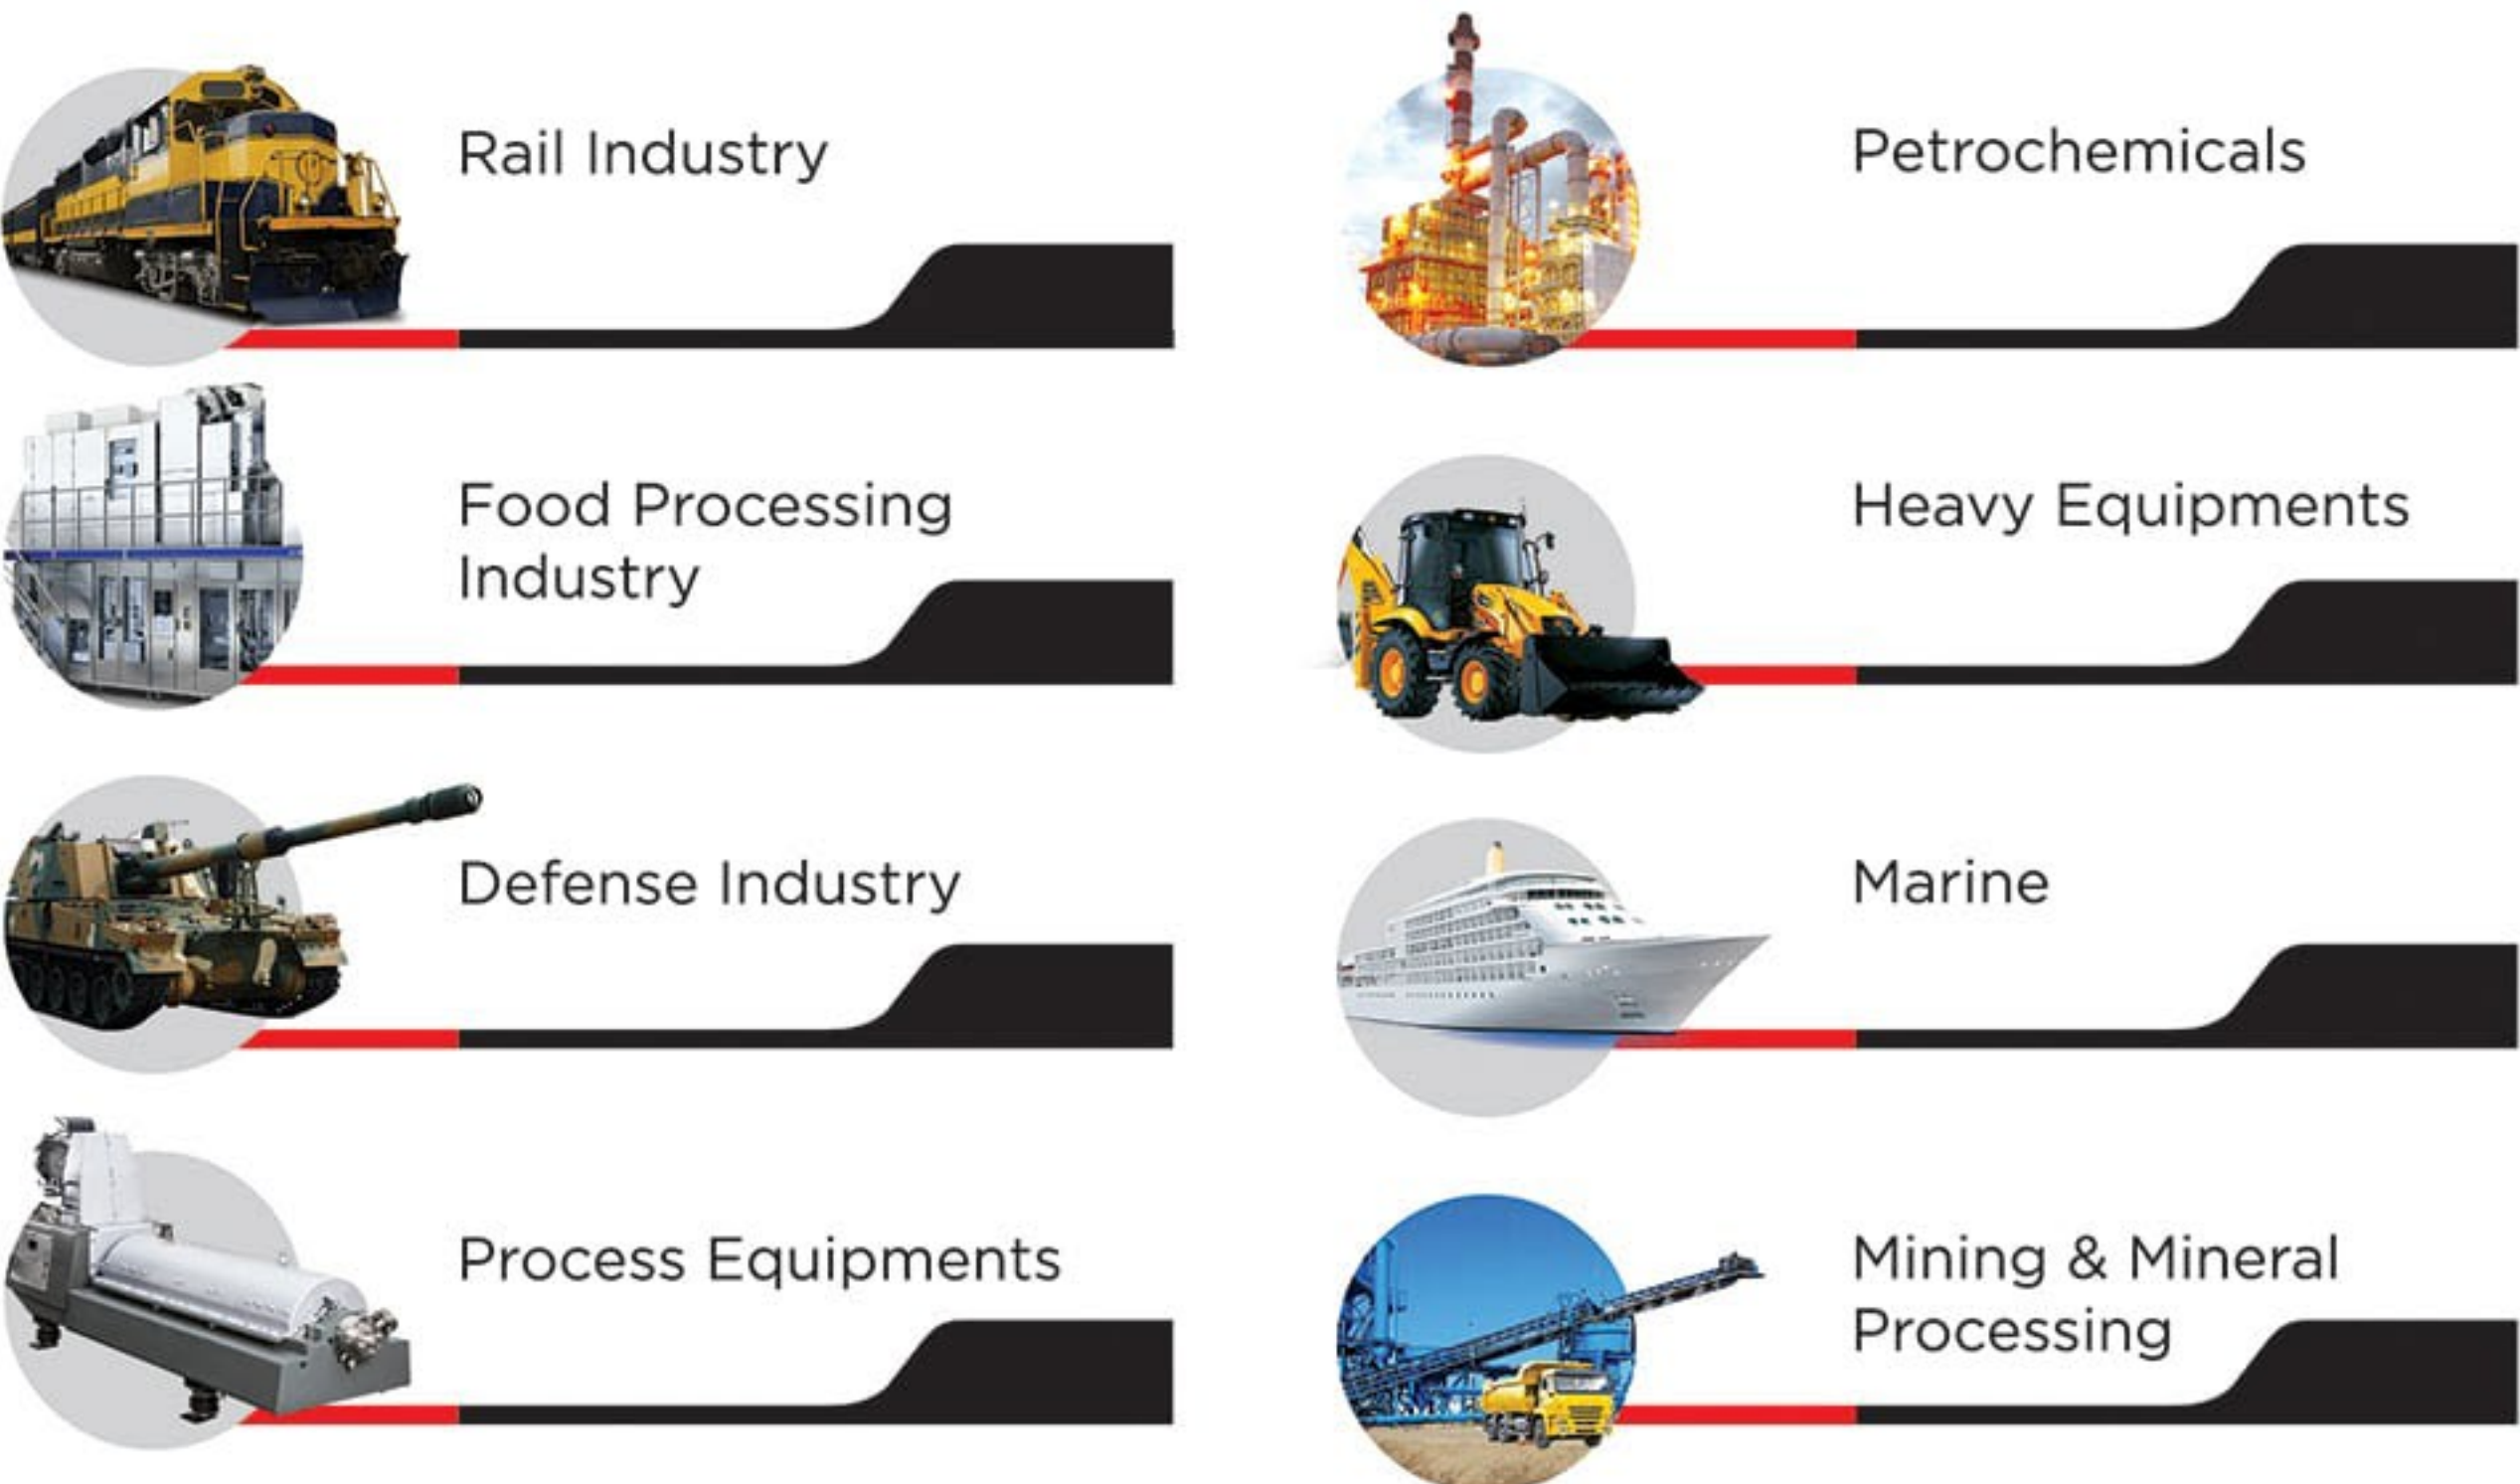 Rail Industry
Petrochemicals
Food Processing
Industry
Heavy Equipments
Defense Industry
Marine
Process Equipments
Mining & Mineral
Processing